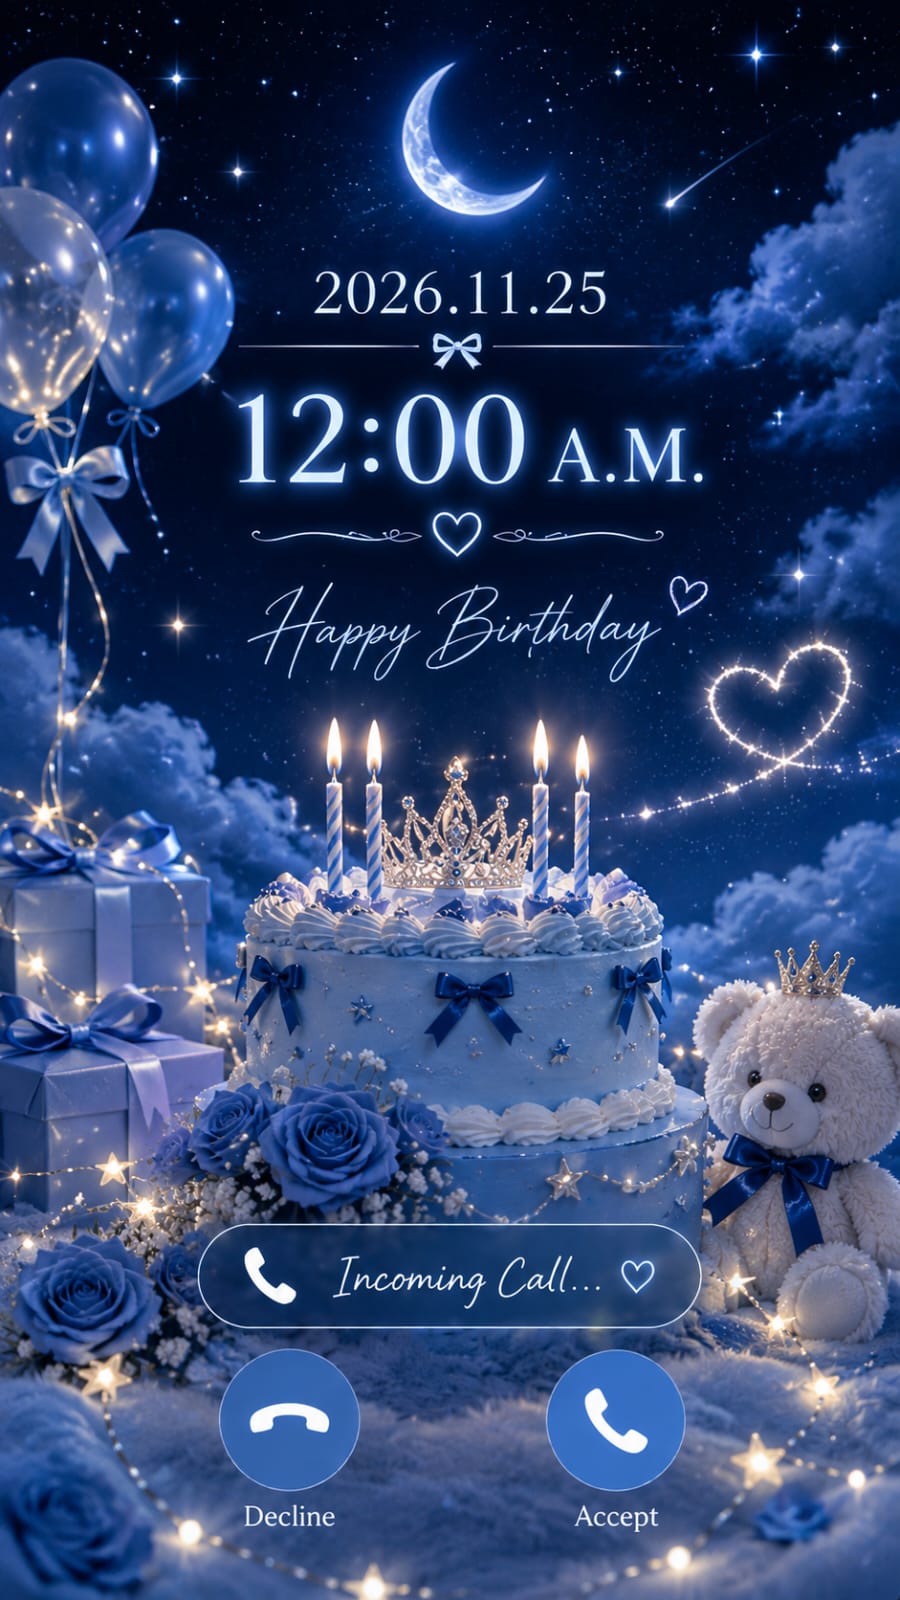 2026.11.25
12:00 A.M.
Happy Birthday
Incoming Call...
Decline
Accept